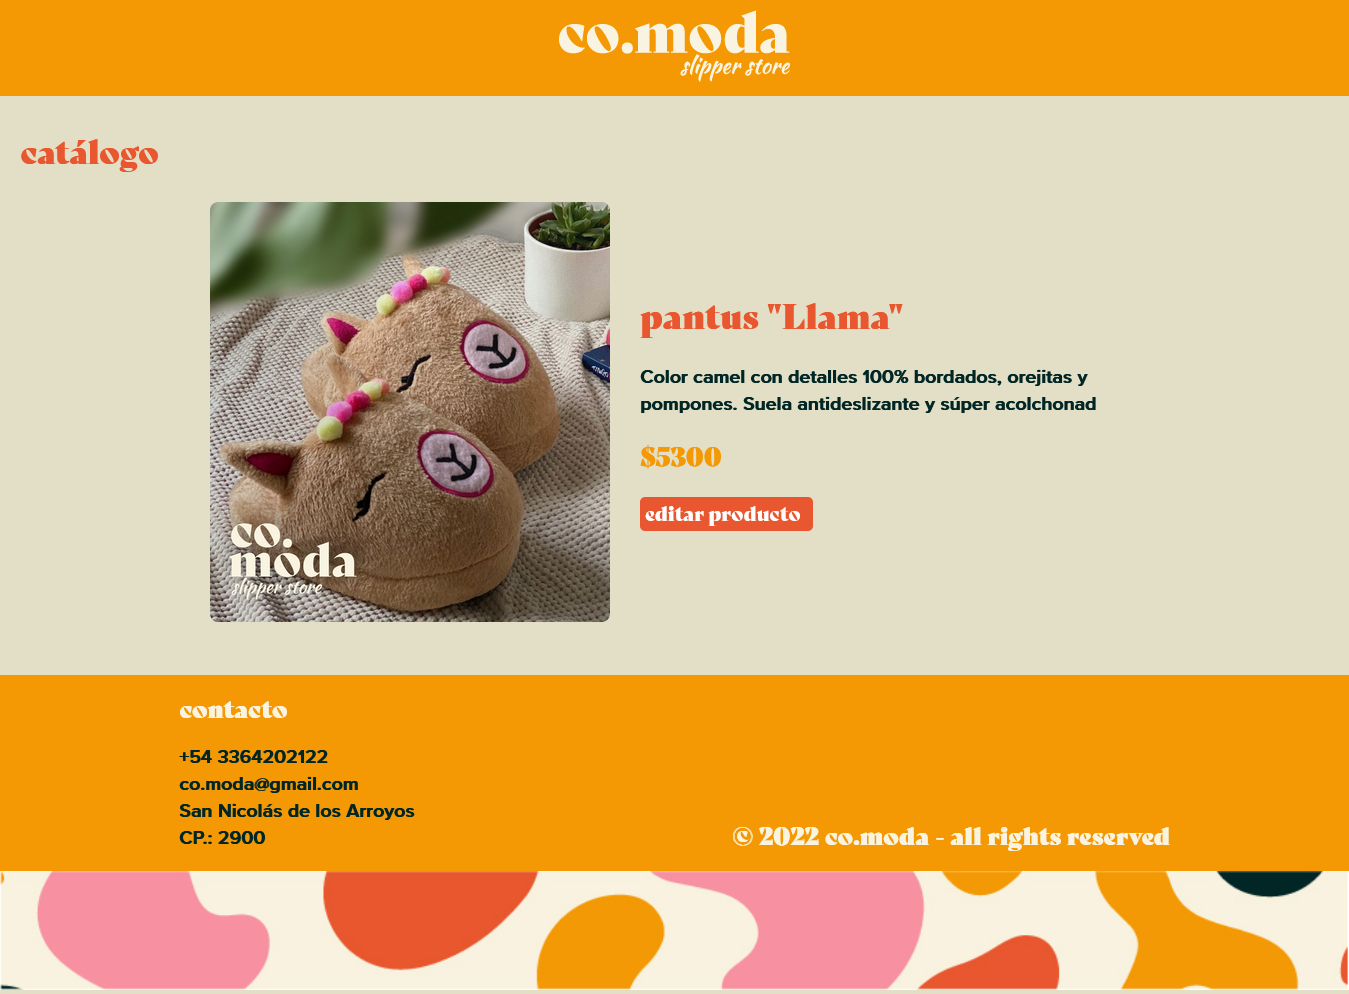 co.moda
slipper store
catálogo
co.
moda
slipper store
pantus "Llama"
Color camel con detalles 100% bordados, orejitas y
pompones. Suela antideslizante y súper acolchonad
$5300
editar producto
contacto
+54 3364202122
co.moda@gmail.com
San Nicolás de los Arroyos
CP.: 2900
© 2022 co.moda - all rights reserved